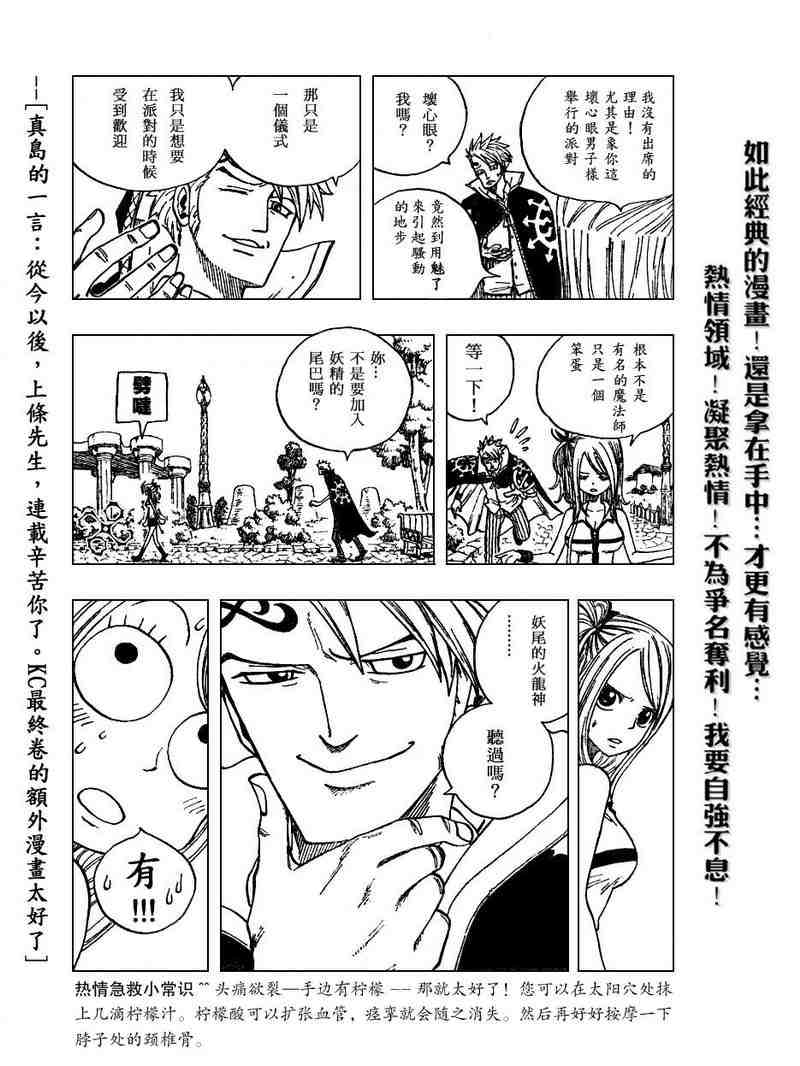 如此經典的漫畫！還是拿在手中…才更有感覺…
熱情領域！凝聚熱情！不為爭名奪利！我要自強不息！
我沒有出席的
理由！
尤其是象你這
壞心眼男子樣
舉行的派對
壞心眼？
我嗎？
竟然到用魅了
來引起騷動
的地步
那只是
一個儀式
我只是想要
在派對的時候
受到歡迎
根本不是
有名的魔法師
只是一個
笨蛋
等一下！
妳…
不是要加入
妖精的
尾巴嗎？
劈
噠
妖尾的火龍神
聽過嗎？
有
!!!
--[真島的一言：從今以後，上條先生，連載辛苦你了。KC最終卷的額外漫畫太好了]
热情急救小常识^^头痛欲裂—手边有柠檬 -- 那就太好了！您可以在太阳穴处抹
上几滴柠檬汁。柠檬酸可以扩张血管，痉挛就会随之消失。然后再好好按摩一下
脖子处的颈椎骨。